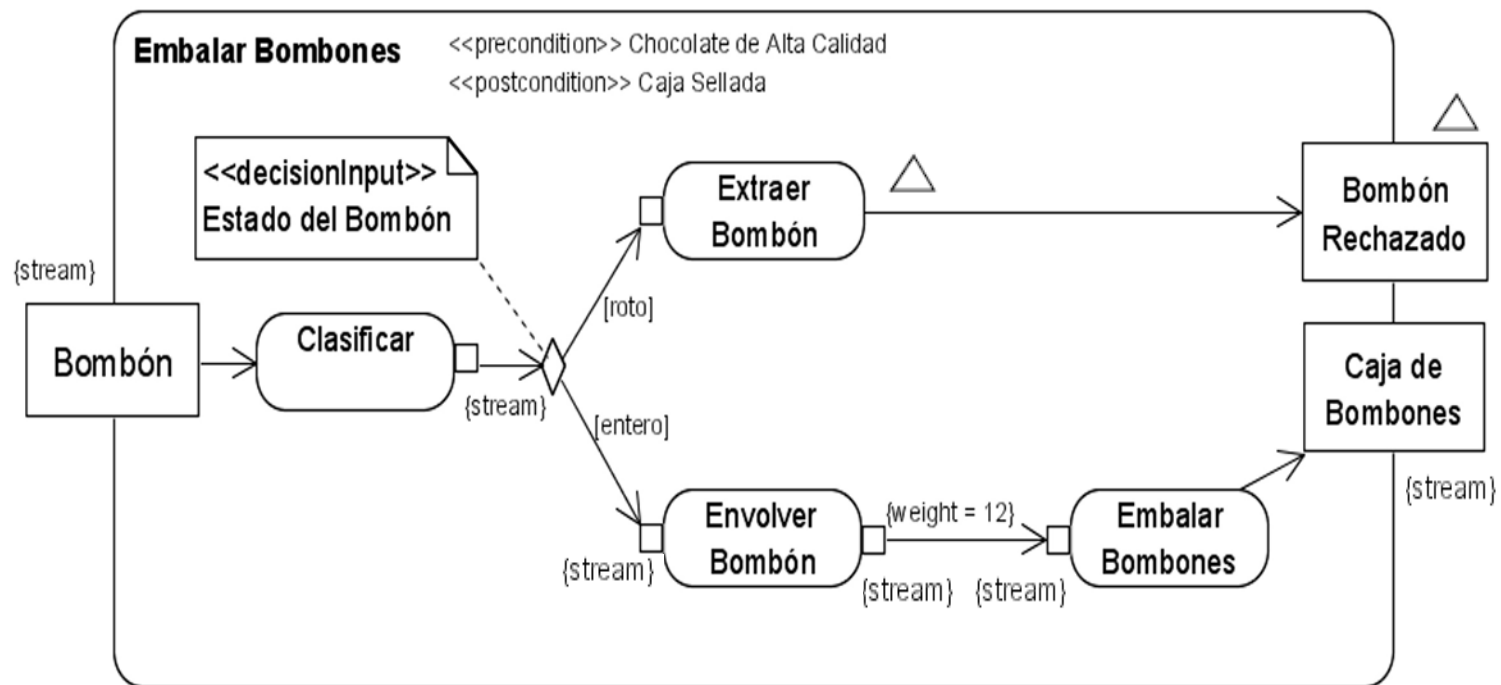 Embalar Bombones
<<precondition>> Chocolate de Alta Calidad
<<postcondition>> Caja Sellada
<<decisionInput>>
Estado del Bombón
{stream}
Bombón
Clasificar
{stream}
[roto]
[entero]
Extraer
Bombón
Bombón
Rechazado
Caja de
Bombones
{stream}
{stream}
Envolver
Bombón
{weight = 12}
{stream}
{stream}
Embalar
Bombones